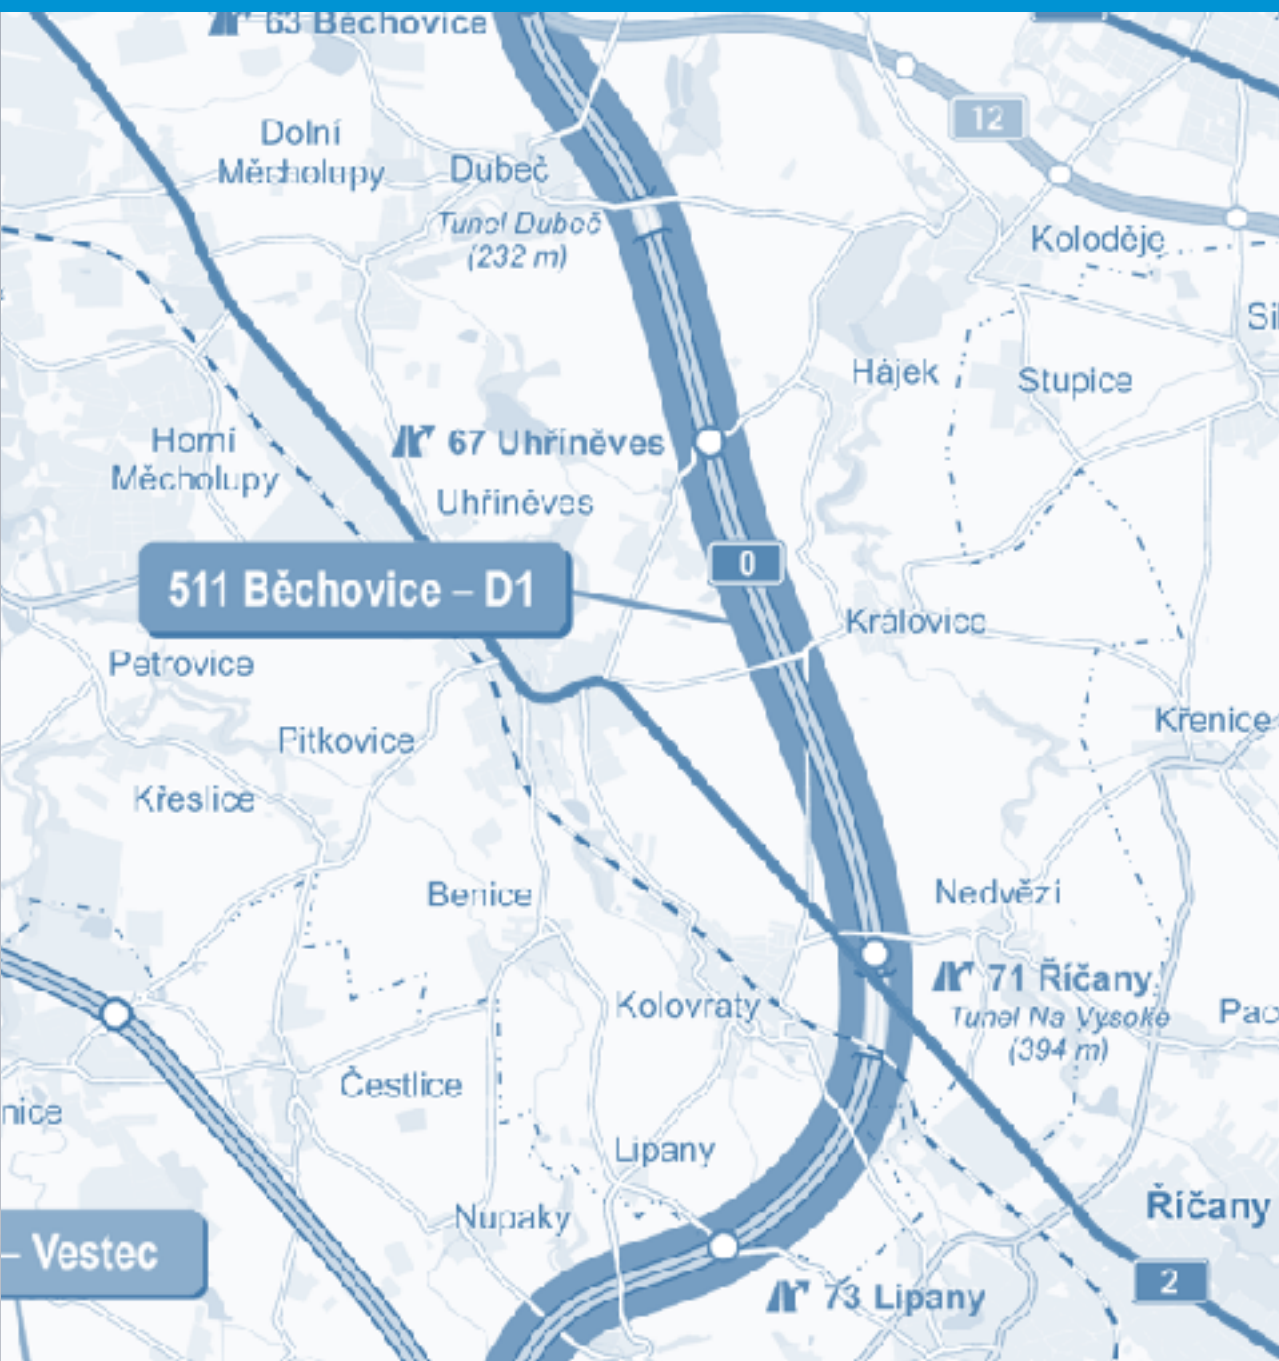 63 Běchovice
12
Dolní
Měcholupy
Dubeč
Tunel Dubeč
(232 m)
Koloděje
Hájek
Stupice
67 Uhříněves
Horní
Měcholupy
Uhříněves
0
511 Běchovice – D1
Královice
Petrovice
Křenice
Pitkovice
Křeslice
Benice
Nedvězí
71 Říčany
Kolovraty
Tunel Na Vysoké
(394 m)
Čestlice
nice
Lipany
Říčany
Nupaky
– Vestec
2
73 Lipany